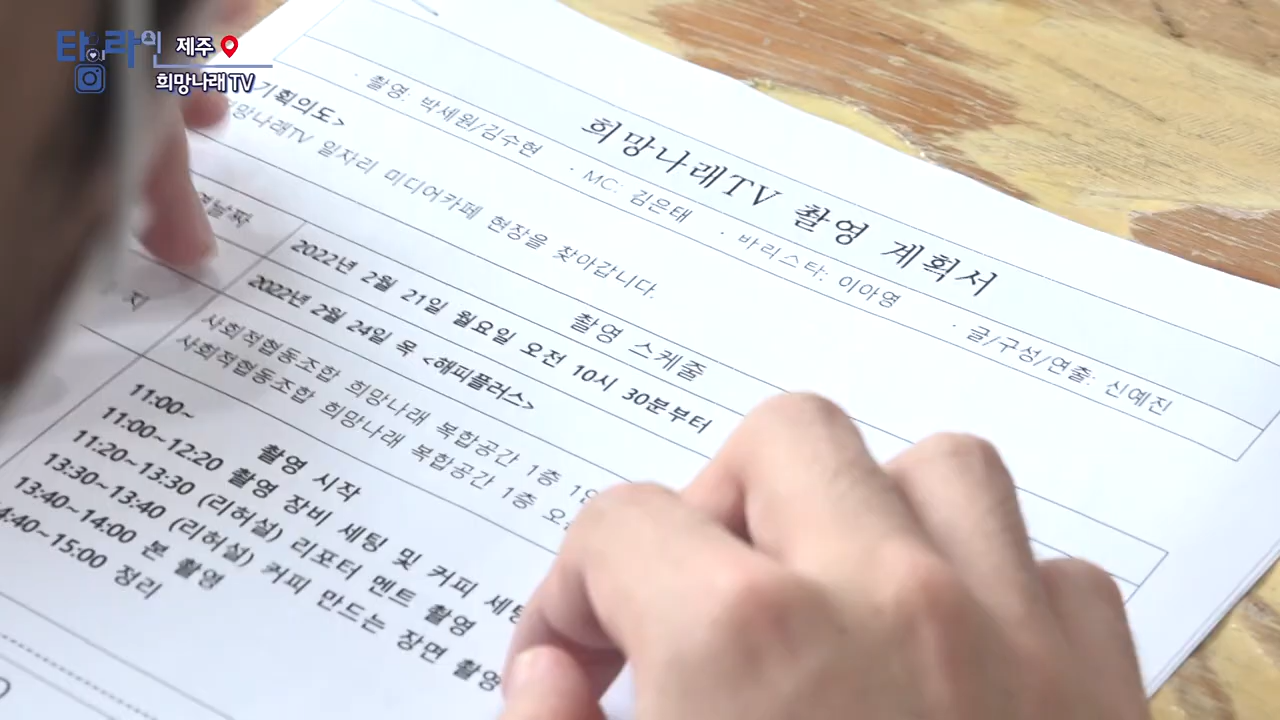 타라인
제주
희망나래TV
희망나래TV 촬영 계획서
· 촬영: 박세원/김수현 · MC: 김은태 · 바리스타: 이아영 · 글/구성/연출: 신예진
기획의도>
망나래TV 일자리 미디어카페 현장을 찾아갑니다.
촬영 스케줄
날짜
2022년 2월 21일 월요일 오전 10시 30분부터
2022년 2월 24일 목 <해피플러스>
지
사회적협동조합 희망나래 복합공간 1층
사회적협동조합 희망나래 복합공간 1층
11:00~ 촬영 시작
11:00~12:20 촬영 장비 세팅 및 커피 세팅
11:20~13:30 (리허설) 리포터 멘트 촬영
13:30~13:40 (리허설) 커피 만드는 장면 촬영
13:40~14:00 본 촬영
4:40~15:00 정리